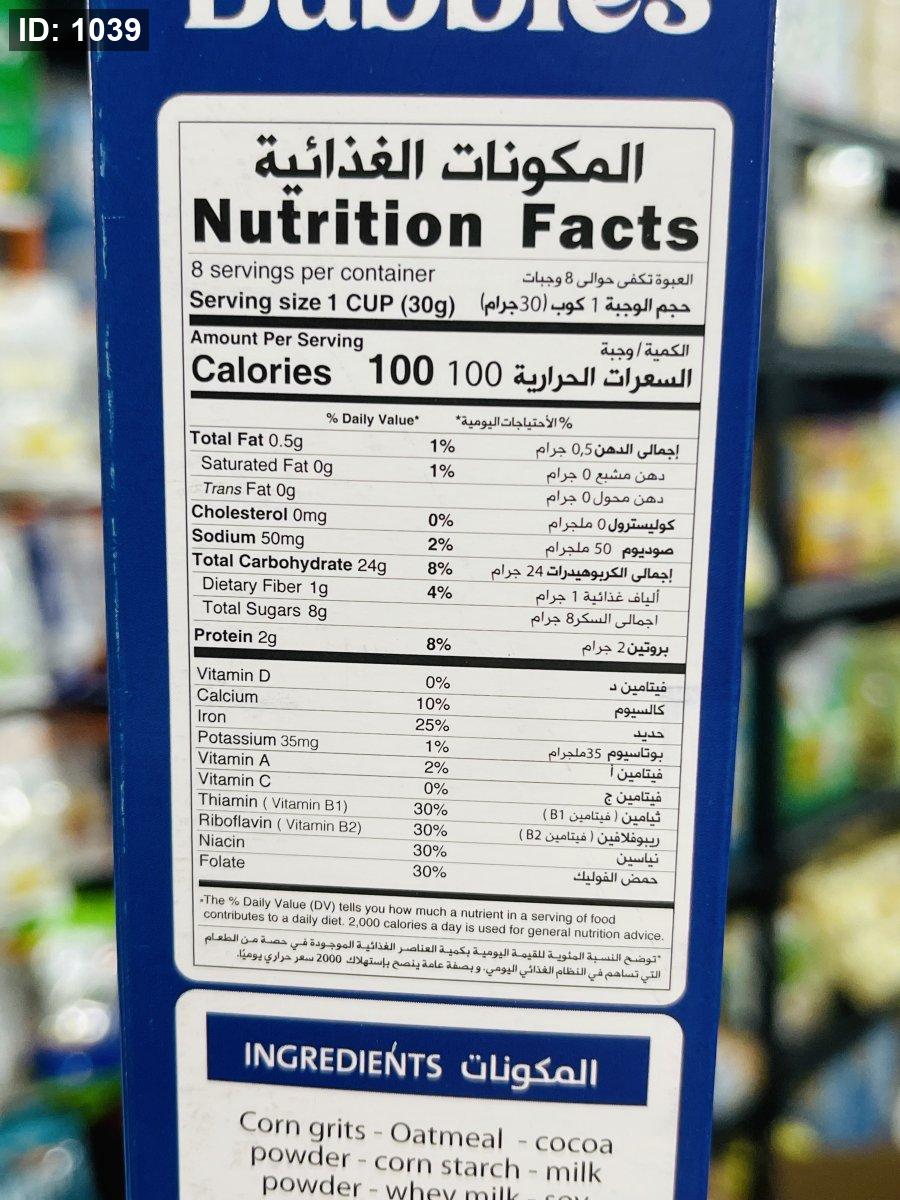 ID: 1039
Bubbles
المكونات الغذائية
Nutrition Facts
8 servings per container العبوة تكفى حوالى 8 وجبات
Serving size 1 CUP (30g) حجم الوجبة 1 كوب (30جرام)
Amount Per Serving الكمية/وجبة
Calories 100 100 السعرات الحرارية
% Daily Value* %الأحتياجات اليومية*
Total Fat 0.5g 1% إجمالى الدهن 0,5 جرام
Saturated Fat 0g 1% دهن مشبع 0 جرام
Trans Fat 0g دهن محول 0 جرام
Cholesterol 0mg 0% كوليسترول 0 ملجرام
Sodium 50mg 2% صوديوم 50 ملجرام
Total Carbohydrate 24g 8% إجمالى الكربوهيدرات 24 جرام
Dietary Fiber 1g 4% ألياف غذائية 1 جرام
Total Sugars 8g اجمالى السكر 8 جرام
Protein 2g 8% بروتين 2 جرام
Vitamin D 0% فيتامين د
Calcium 10% كالسيوم
Iron 25% حديد
Potassium 35mg 1% بوتاسيوم 35ملجرام
Vitamin A 2% فيتامين أ
Vitamin C 0% فيتامين ج
Thiamin ( Vitamin B1) 30% ثيامين ( فيتامين B1 )
Riboflavin ( Vitamin B2) 30% ريبوفلافين ( فيتامين B2 )
Niacin 30% نياسين
Folate 30% حمض الفوليك
*The % Daily Value (DV) tells you how much a nutrient in a serving of food
contributes to a daily diet. 2,000 calories a day is used for general nutrition advice.
*توضح النسبة المئوية للقيمة اليومية بكمية العناصر الغذائية الموجودة في حصة من الطعام
التي تساهم في النظام الغذائي اليومي. و بصفة عامة ينصح بإستهلاك 2000 سعر حراري يوميًا.
INGREDIENTS المكونات
Corn grits - Oatmeal - cocoa
powder - corn starch - milk
powder - whey milk - soy